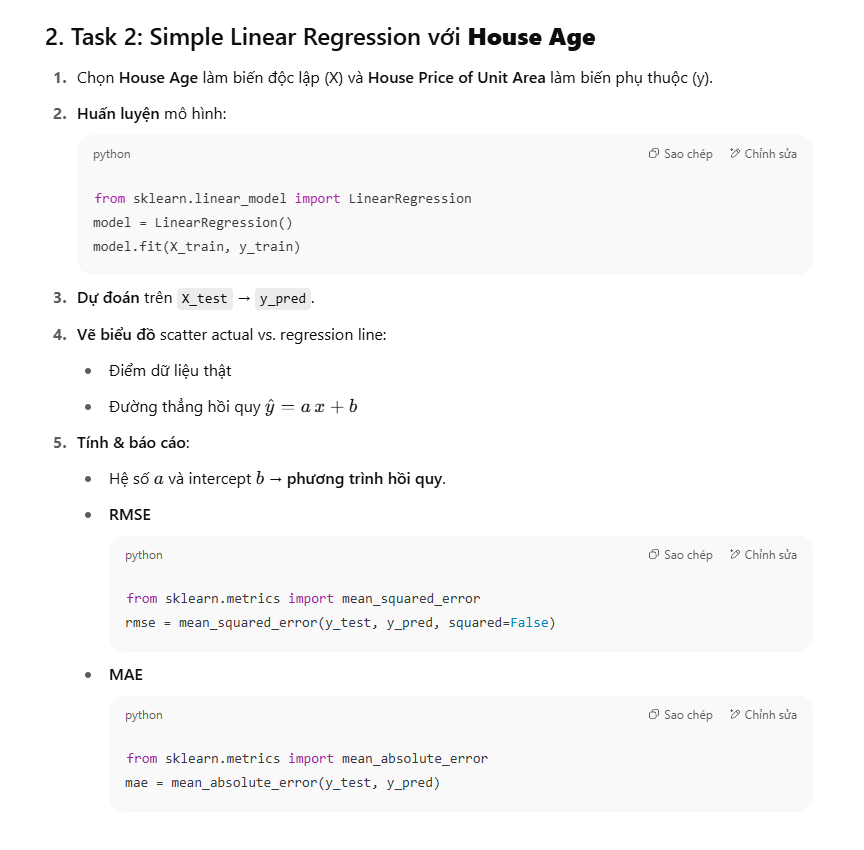 2. Task 2: Simple Linear Regression với House Age
1. Chọn House Age làm biến độc lập (X) và House Price of Unit Area làm biến phụ thuộc (y).
2. Huấn luyện mô hình:
python Sao chép Chỉnh sửa
from sklearn.linear_model import LinearRegression
model = LinearRegression()
model.fit(X_train, y_train)
3. Dự đoán trên X_test → y_pred.
4. Vẽ biểu đồ scatter actual vs. regression line:
• Điểm dữ liệu thật
• Đường thẳng hồi quy ŷ = a x + b
5. Tính & báo cáo:
• Hệ số a và intercept b → phương trình hồi quy.
• RMSE
python Sao chép Chỉnh sửa
from sklearn.metrics import mean_squared_error
rmse = mean_squared_error(y_test, y_pred, squared=False)
• MAE
python Sao chép Chỉnh sửa
from sklearn.metrics import mean_absolute_error
mae = mean_absolute_error(y_test, y_pred)